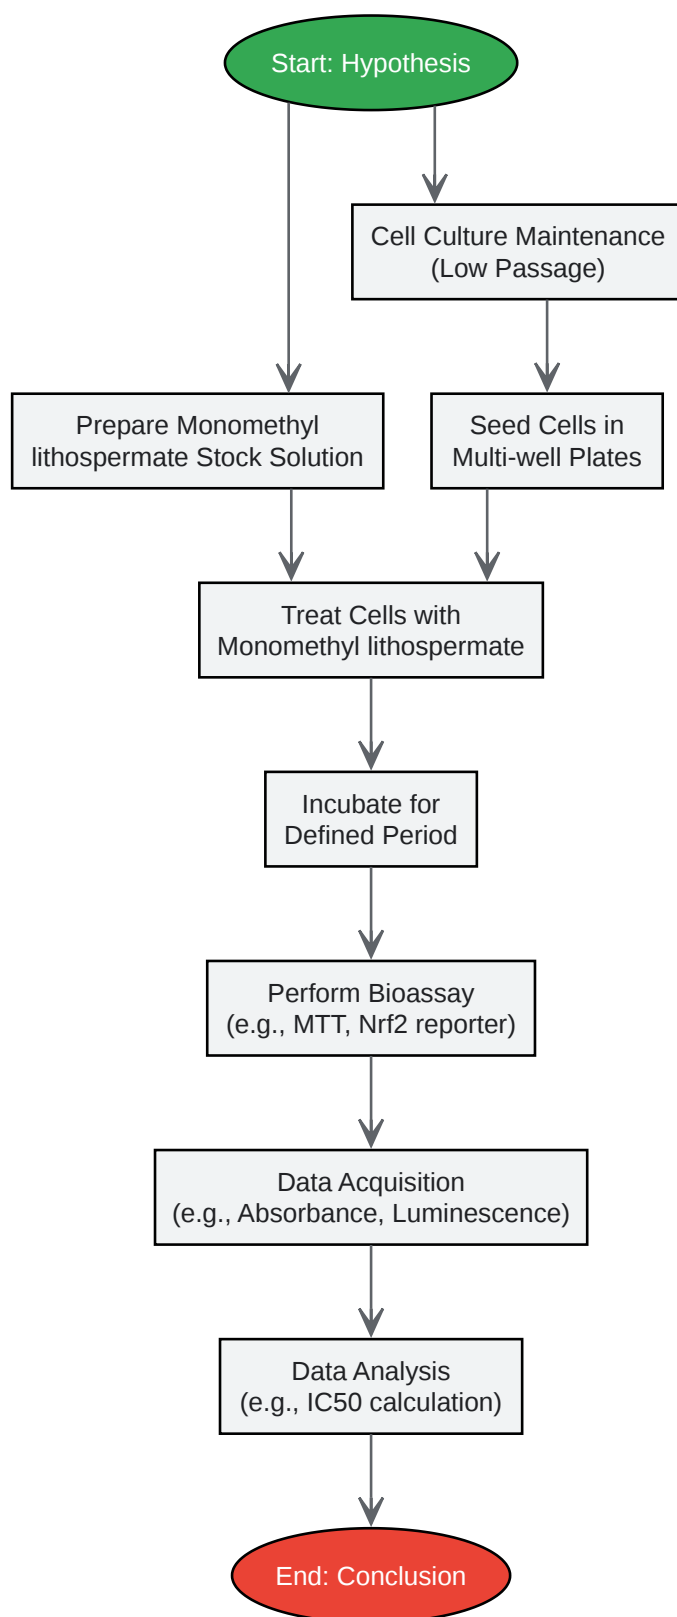 Start: Hypothesis
Cell Culture Maintenance
(Low Passage)
Prepare Monomethyl
lithospermate Stock Solution
Seed Cells in
Multi-well Plates
Treat Cells with
Monomethyl lithospermate
Incubate for
Defined Period
Perform Bioassay
(e.g., MTT, Nrf2 reporter)
Data Acquisition
(e.g., Absorbance, Luminescence)
Data Analysis
(e.g., IC50 calculation)
End: Conclusion